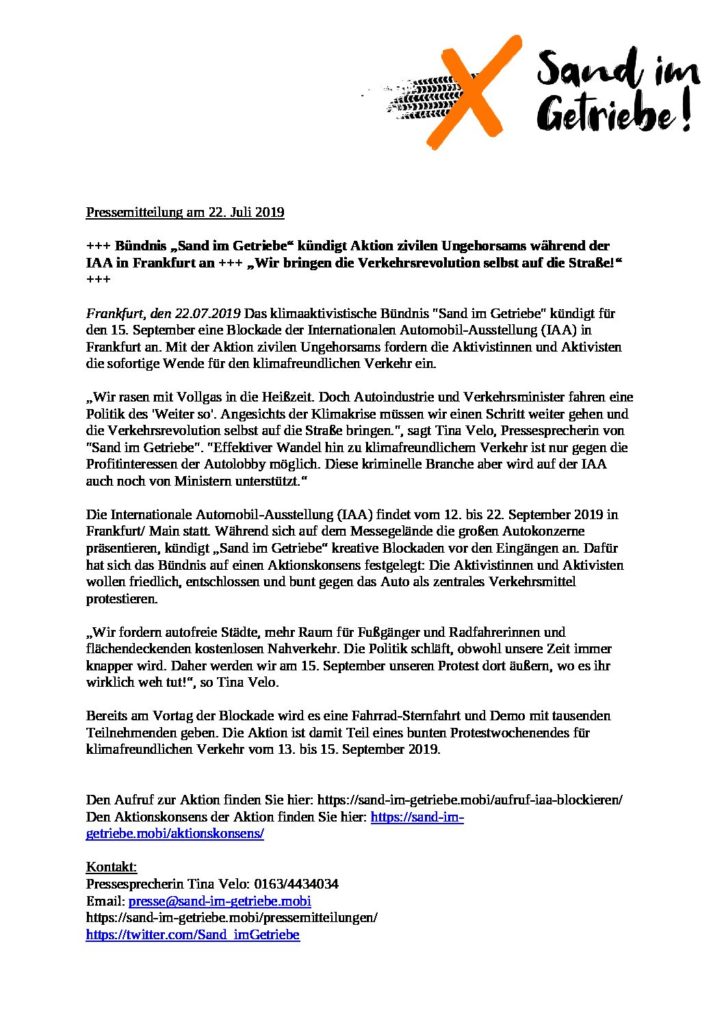 Sand im
Getriebe!
Pressemitteilung am 22. Juli 2019
+++ Bündnis „Sand im Getriebe“ kündigt Aktion zivilen Ungehorsams während der
IAA in Frankfurt an +++ „Wir bringen die Verkehrsrevolution selbst auf die Straße!“
+++
Frankfurt, den 22.07.2019 Das klimaaktivistische Bündnis "Sand im Getriebe" kündigt für
den 15. September eine Blockade der Internationalen Automobil-Ausstellung (IAA) in
Frankfurt an. Mit der Aktion zivilen Ungehorsams fordern die Aktivistinnen und Aktivisten
die sofortige Wende für den klimafreundlichen Verkehr ein.
„Wir rasen mit Vollgas in die Heißzeit. Doch Autoindustrie und Verkehrsminister fahren eine
Politik des 'Weiter so'. Angesichts der Klimakrise müssen wir einen Schritt weiter gehen und
die Verkehrsrevolution selbst auf die Straße bringen.", sagt Tina Velo, Pressesprecherin von
"Sand im Getriebe". "Effektiver Wandel hin zu klimafreundlichem Verkehr ist nur gegen die
Profitinteressen der Autolobby möglich. Diese kriminelle Branche aber wird auf der IAA
auch noch von Ministern unterstützt.“
Die Internationale Automobil-Ausstellung (IAA) findet vom 12. bis 22. September 2019 in
Frankfurt/ Main statt. Während sich auf dem Messegelände die großen Autokonzerne
präsentieren, kündigt „Sand im Getriebe“ kreative Blockaden vor den Eingängen an. Dafür
hat sich das Bündnis auf einen Aktionskonsens festgelegt: Die Aktivistinnen und Aktivisten
wollen friedlich, entschlossen und bunt gegen das Auto als zentrales Verkehrsmittel
protestieren.
„Wir fordern autofreie Städte, mehr Raum für Fußgänger und Radfahrerinnen und
flächendeckenden kostenlosen Nahverkehr. Die Politik schläft, obwohl unsere Zeit immer
knapper wird. Daher werden wir am 15. September unseren Protest dort äußern, wo es ihr
wirklich weh tut!“, so Tina Velo.
Bereits am Vortag der Blockade wird es eine Fahrrad-Sternfahrt und Demo mit tausenden
Teilnehmenden geben. Die Aktion ist damit Teil eines bunten Protestwochenendes für
klimafreundlichen Verkehr vom 13. bis 15. September 2019.
Den Aufruf zur Aktion finden Sie hier: https://sand-im-getriebe.mobi/aufruf-iaa-blockieren/
Den Aktionskonsens der Aktion finden Sie hier: https://sand-im-
getriebe.mobi/aktionskonsens/
Kontakt:
Pressesprecherin Tina Velo: 0163/4434034
Email: presse@sand-im-getriebe.mobi
https://sand-im-getriebe.mobi/pressemitteilungen/
https://twitter.com/Sand_imGetriebe